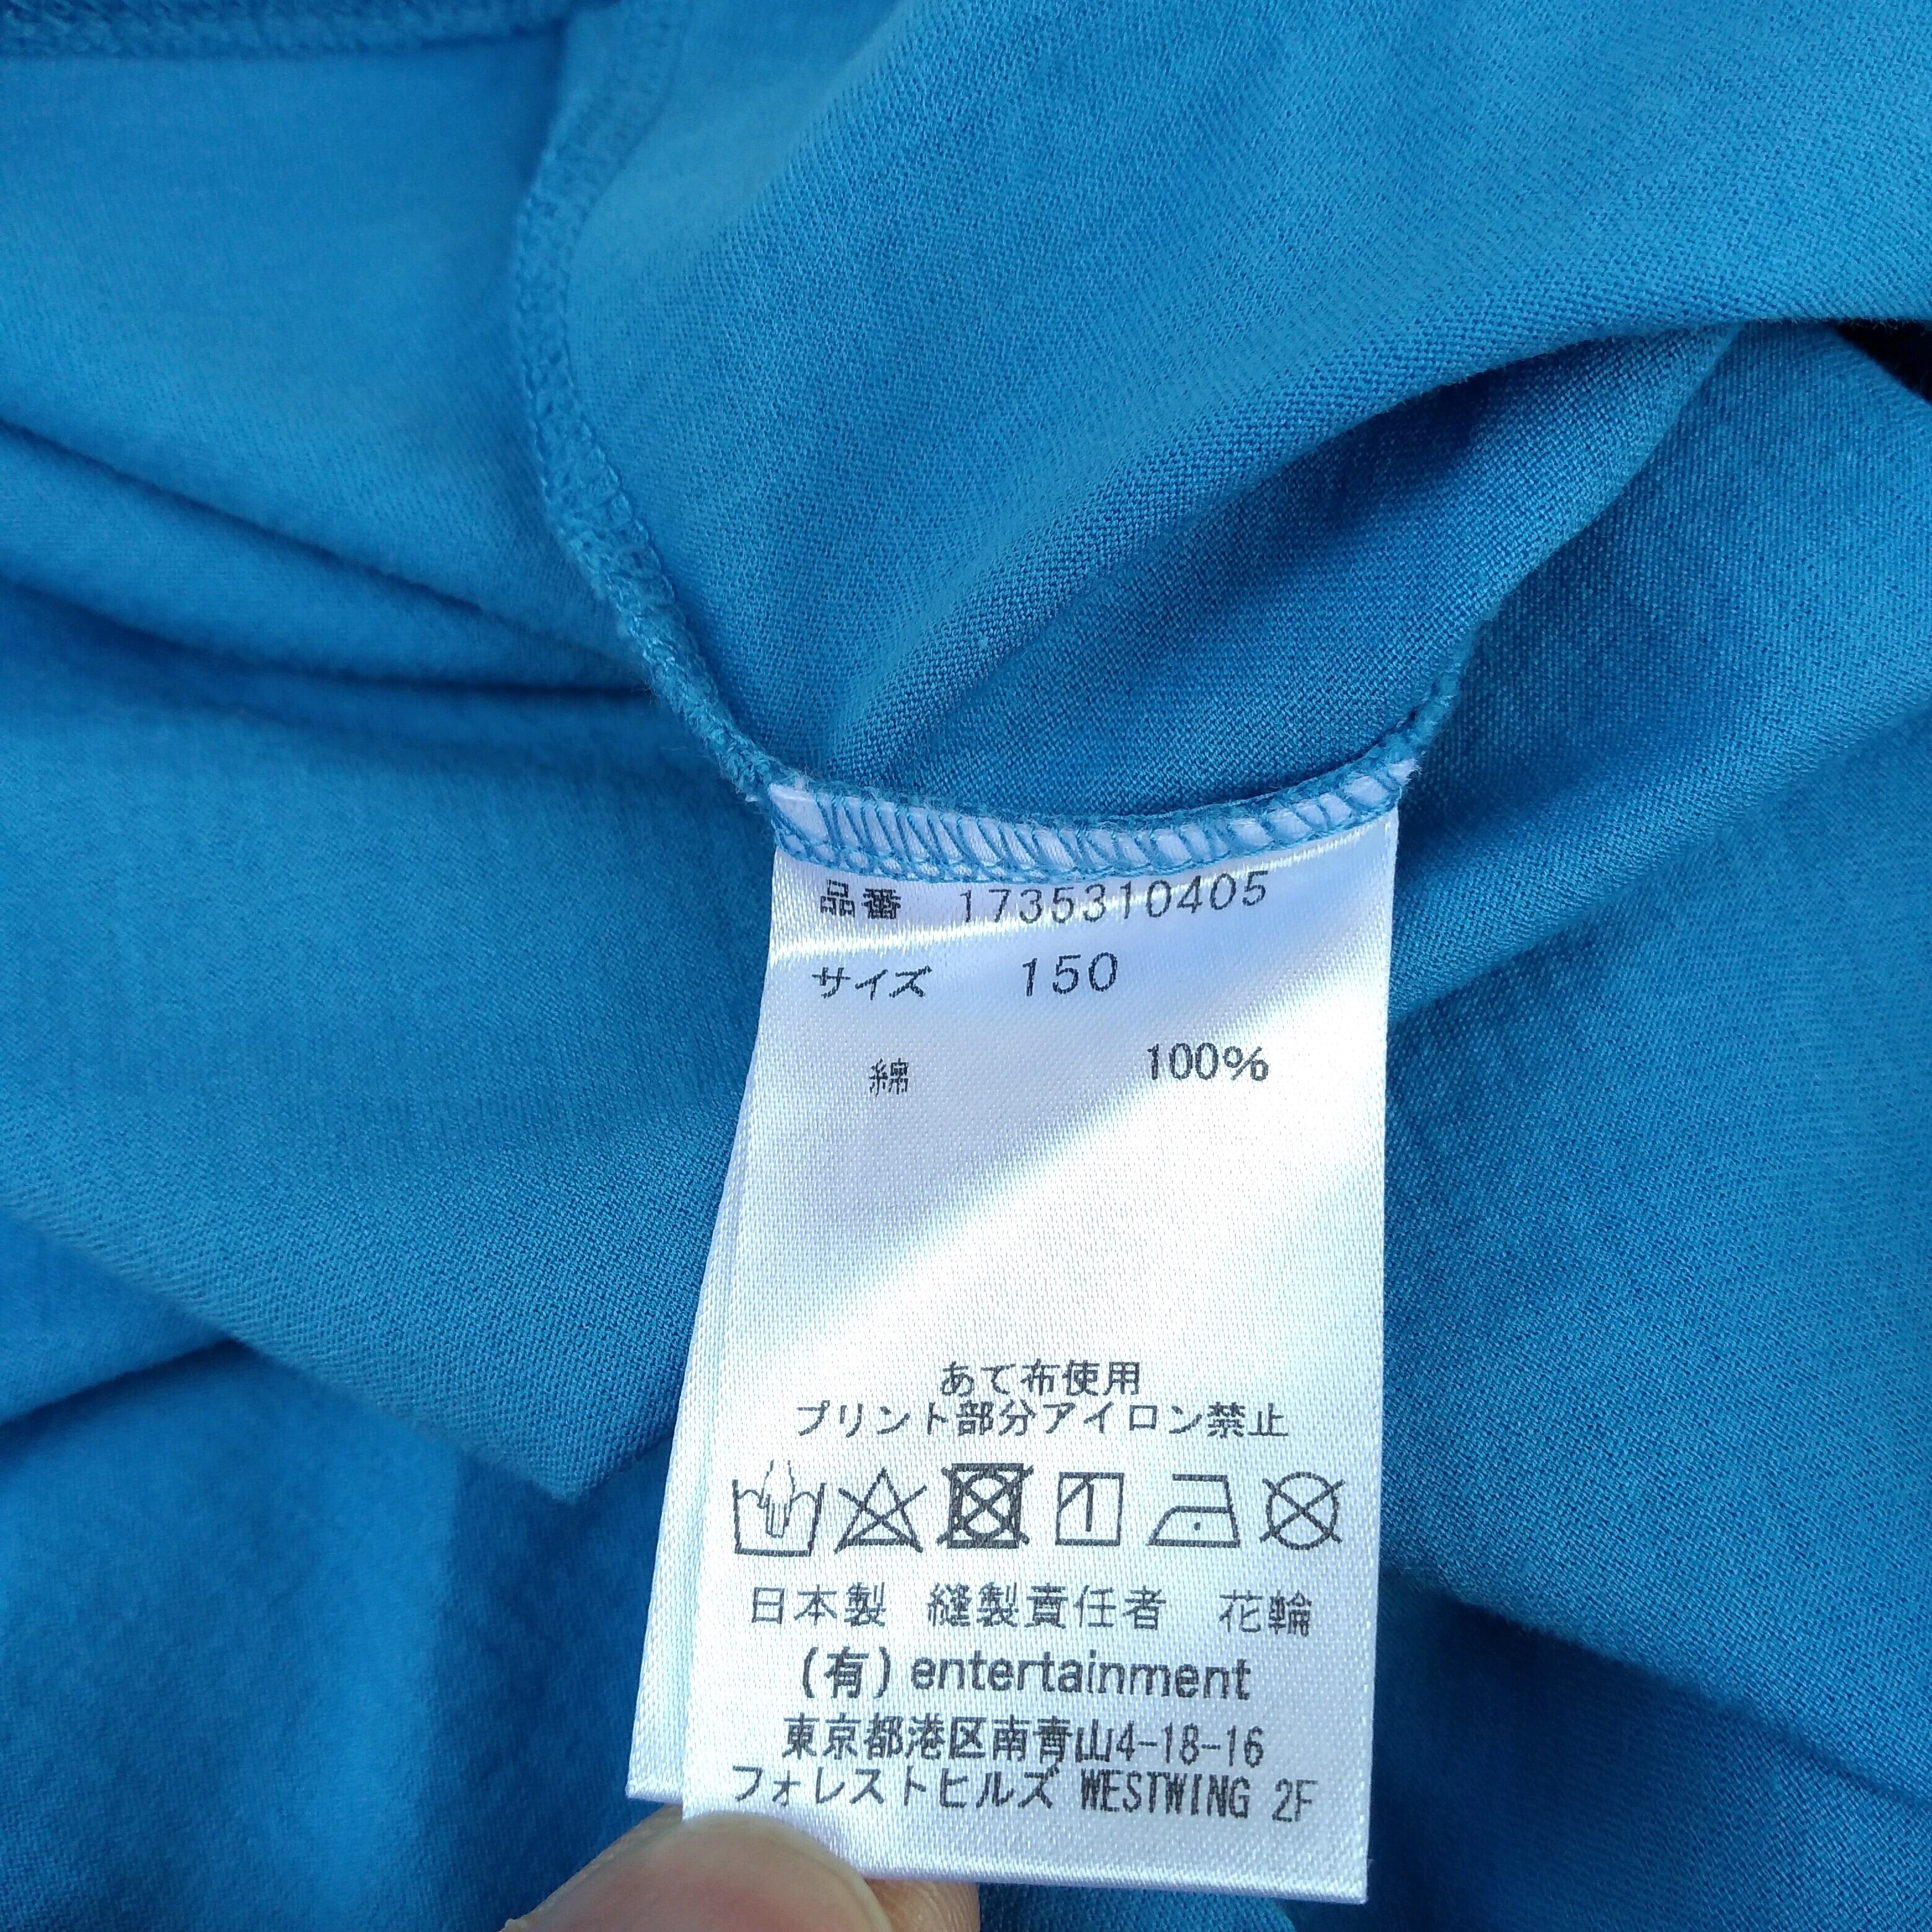 品番 1735310405
サイズ 150
綿 100%
あて布使用
プリント部分アイロン禁止
日本製 縫製責任者 花輪
(有) entertainment
東京都港区南青山4-18-16
フォレストヒルズ WESTWING 2F